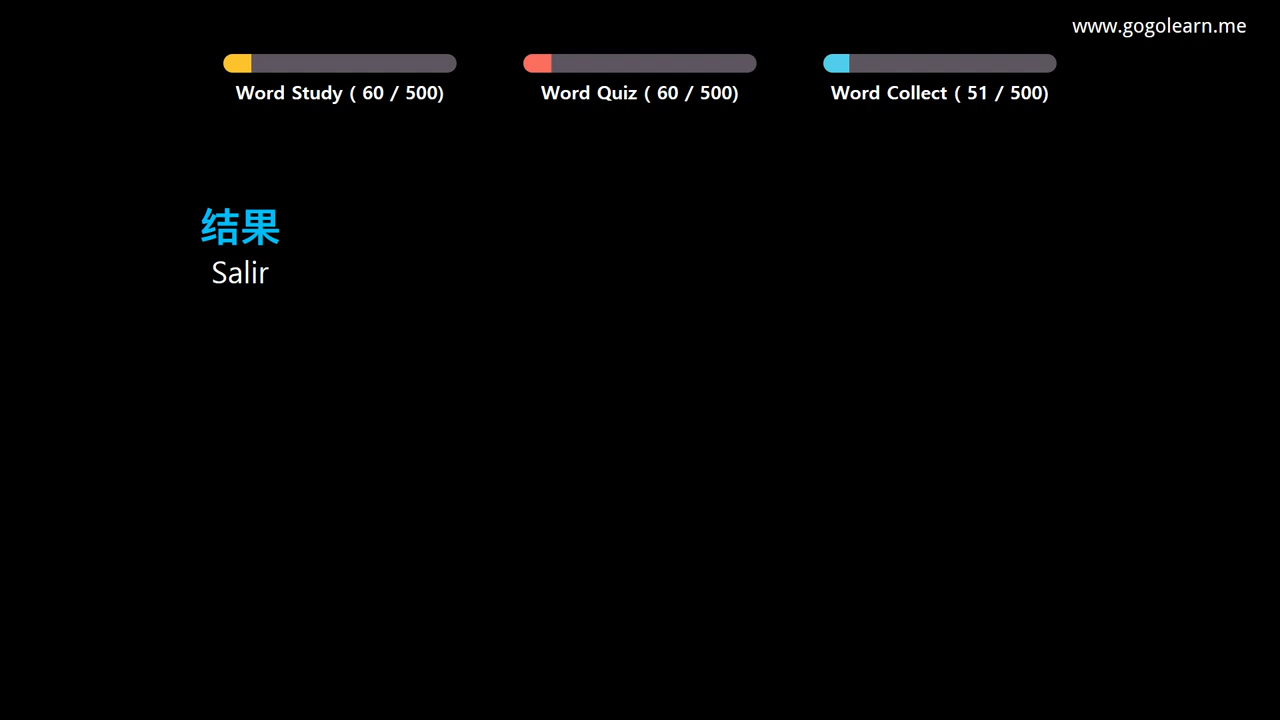 www.gogolearn.me
Word Study ( 60 / 500)
Word Quiz ( 60 / 500)
Word Collect ( 51 / 500)
结果
Salir